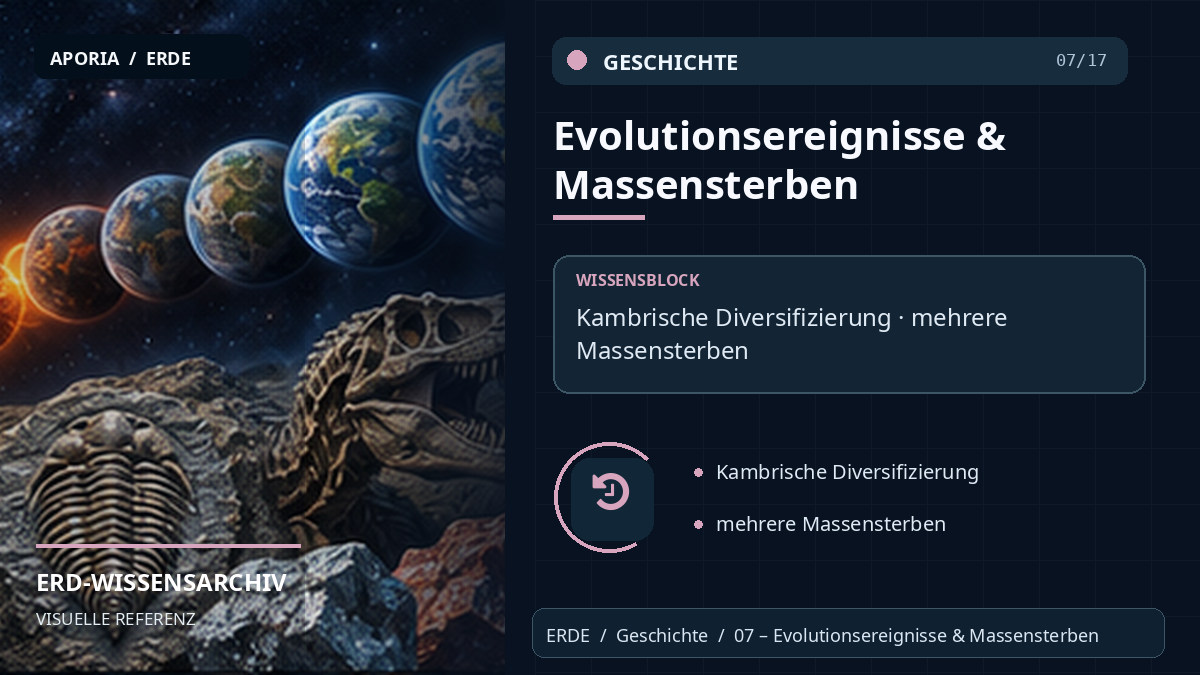 APORIA / ERDE
ERD-WISSENSARCHIV
VISUELLE REFERENZ
GESCHICHTE
07/17
Evolutionsereignisse &
Massensterben
WISSENSBLOCK
Kambrische Diversifizierung · mehrere
Massensterben
Kambrische Diversifizierung
mehrere Massensterben
ERDE / Geschichte / 07 – Evolutionsereignisse & Massensterben